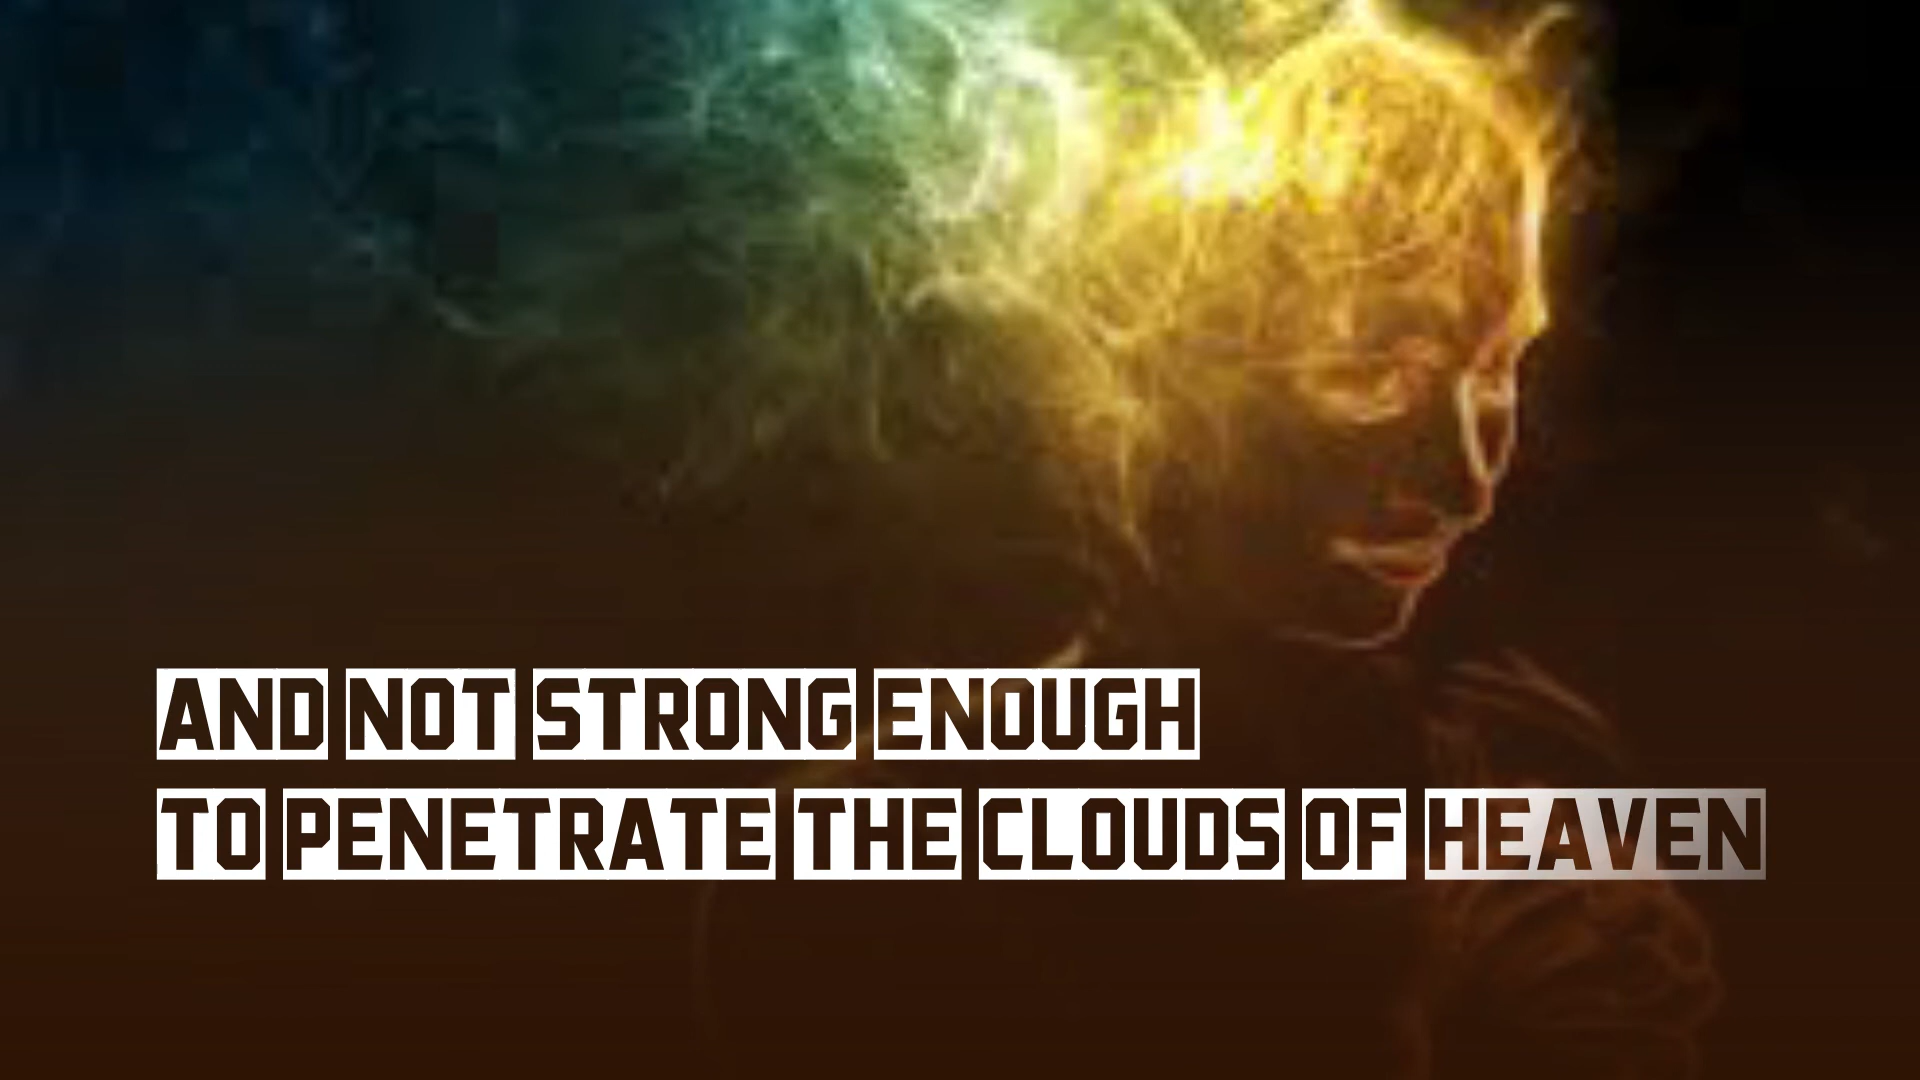 AND NOT STRONG ENOUGH
TO PENETRATE THE CLOUDS OF HEAVEN